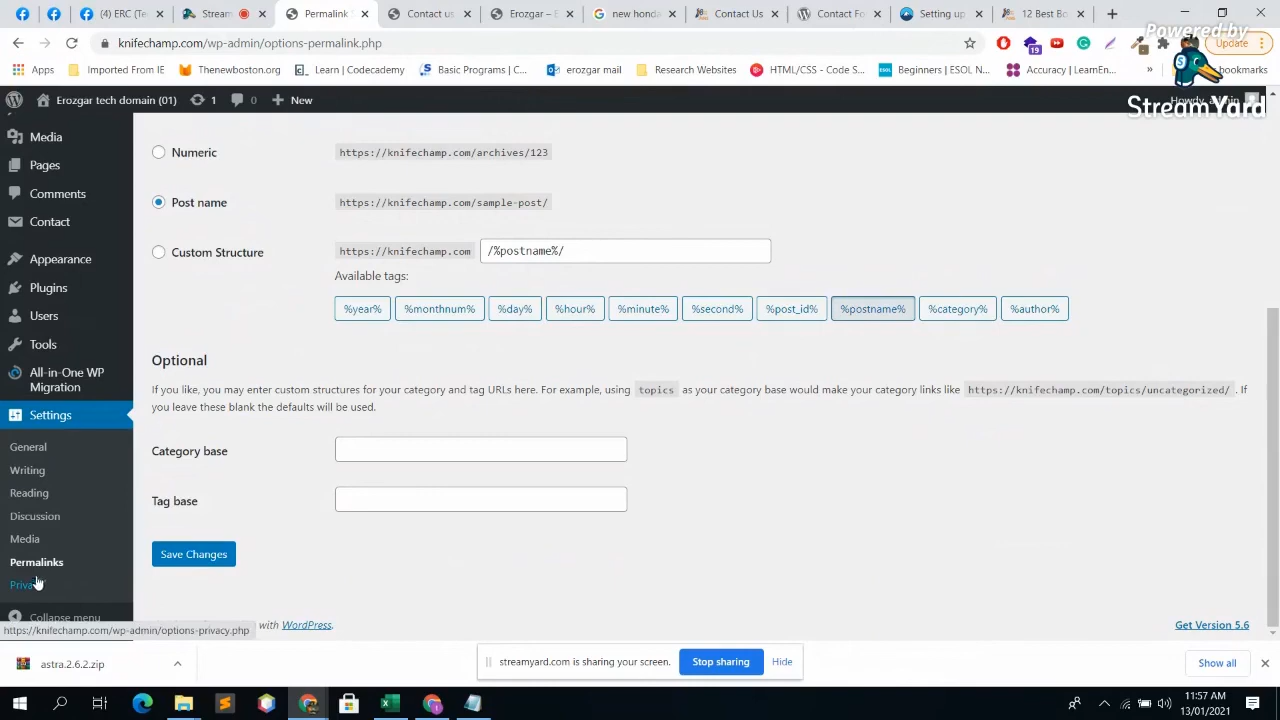 (4) ERC (Te
Stream
Permalink S
Contact us
Erozgar – E
new honda
Contact Us
Contact Fo
Setting up
12 Best Bo
knifechamp.com/wp-admin/options-permalink.php
19
Update
Powered by
StreamYard
Apps
Imported From IE
Thenewboston.org
Learn | Codecademy
Basic Programs | C...
erozgar mail
Research Websites
HTML/CSS - Code S...
Beginners | ESOL N...
Accuracy | LearnEn...
»
bookmarks
Erozgar tech domain (01)
1
0
+ New
Howdy, admin
Media
Pages
Comments
Contact
Appearance
Plugins
Users
Tools
All-in-One WP
Migration
Settings
General
Writing
Reading
Discussion
Media
Permalinks
Collapse menu
Numeric
https://knifechamp.com/archives/123
Post name
https://knifechamp.com/sample-post/
Custom Structure
https://knifechamp.com
/%postname%/
Available tags:
%year%
%monthnum%
%day%
%hour%
%minute%
%second%
%post_id%
%postname%
%category%
%author%
Optional
If you like, you may enter custom structures for your category and tag URLs here. For example, using topics as your category base would make your category links like https://knifechamp.com/topics/uncategorized/ . If
you leave these blank the defaults will be used.
Category base
Tag base
Save Changes
with WordPress.
Get Version 5.6
https://knifechamp.com/wp-admin/options-privacy.php
astra.2.6.2.zip
streamyard.com is sharing your screen.
Stop sharing
Hide
Show all
11:57 AM
13/01/2021